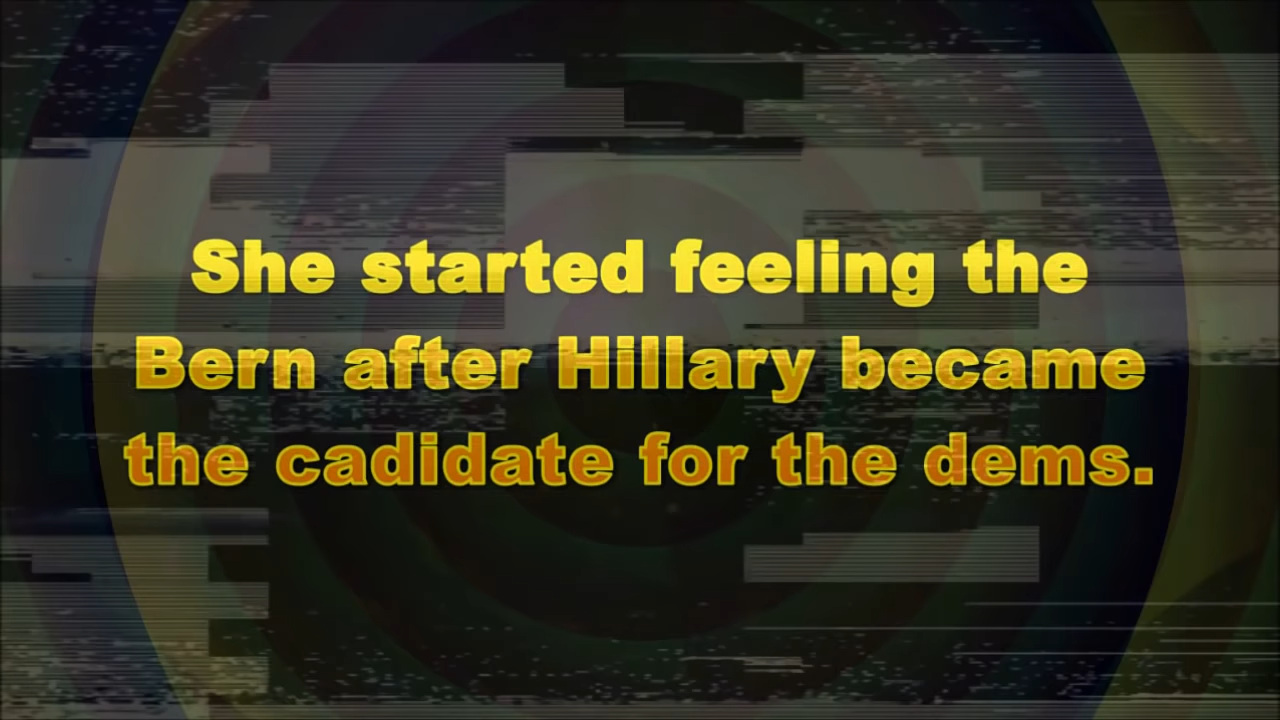 She started feeling the
Bern after Hillary became
the cadidate for the dems.